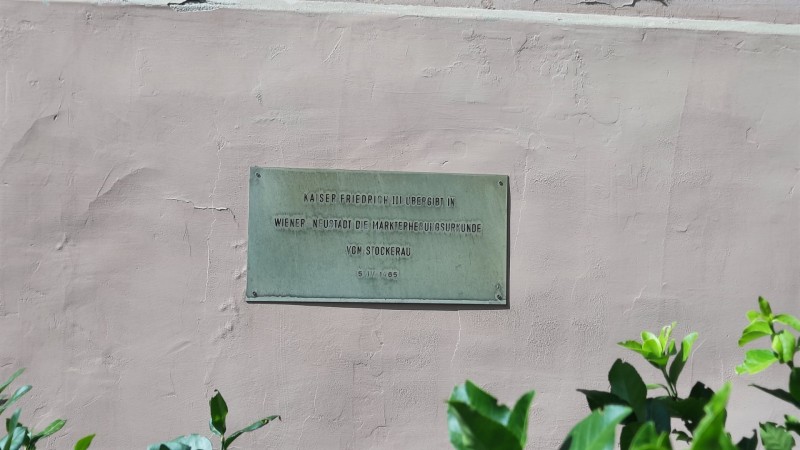 KAISER FRIEDRICH III ÜBERGIBT IN
WIENER NEUSTADT DIE MARKTERHEBUNGSURKUNDE
VON STOCKERAU